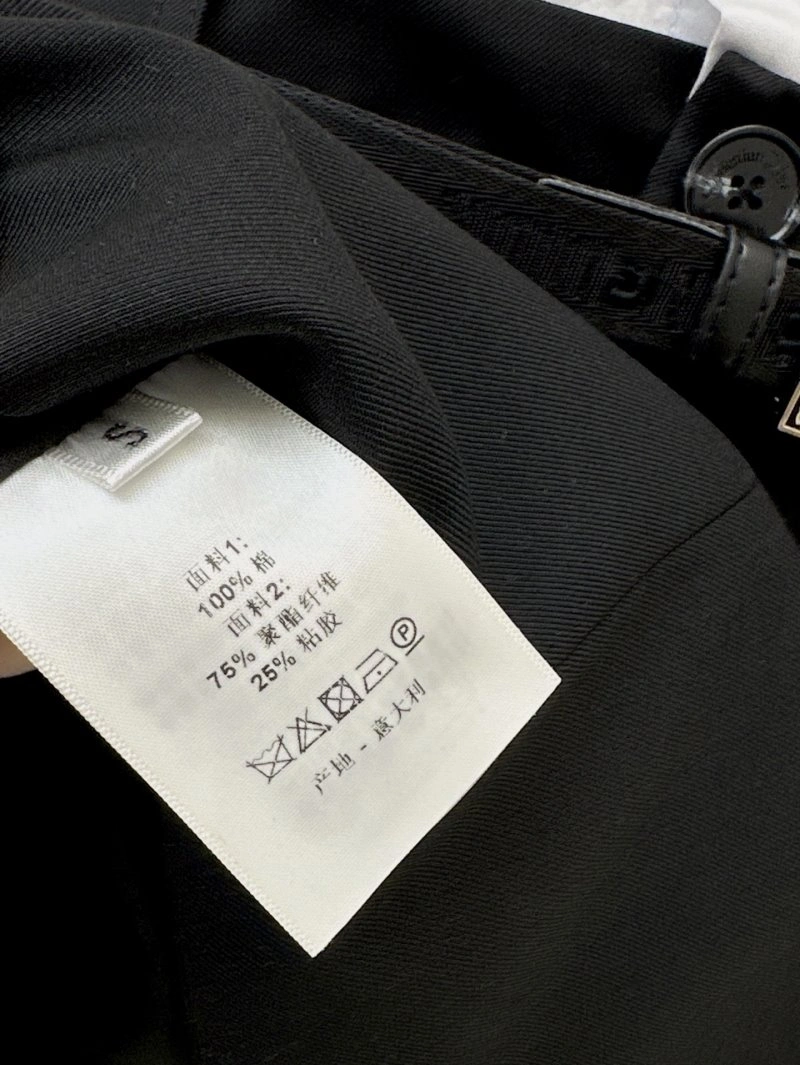 S
面料1:
100% 棉
面料2:
75% 聚酯纤维
25% 粘胶
P
产地 - 意大利